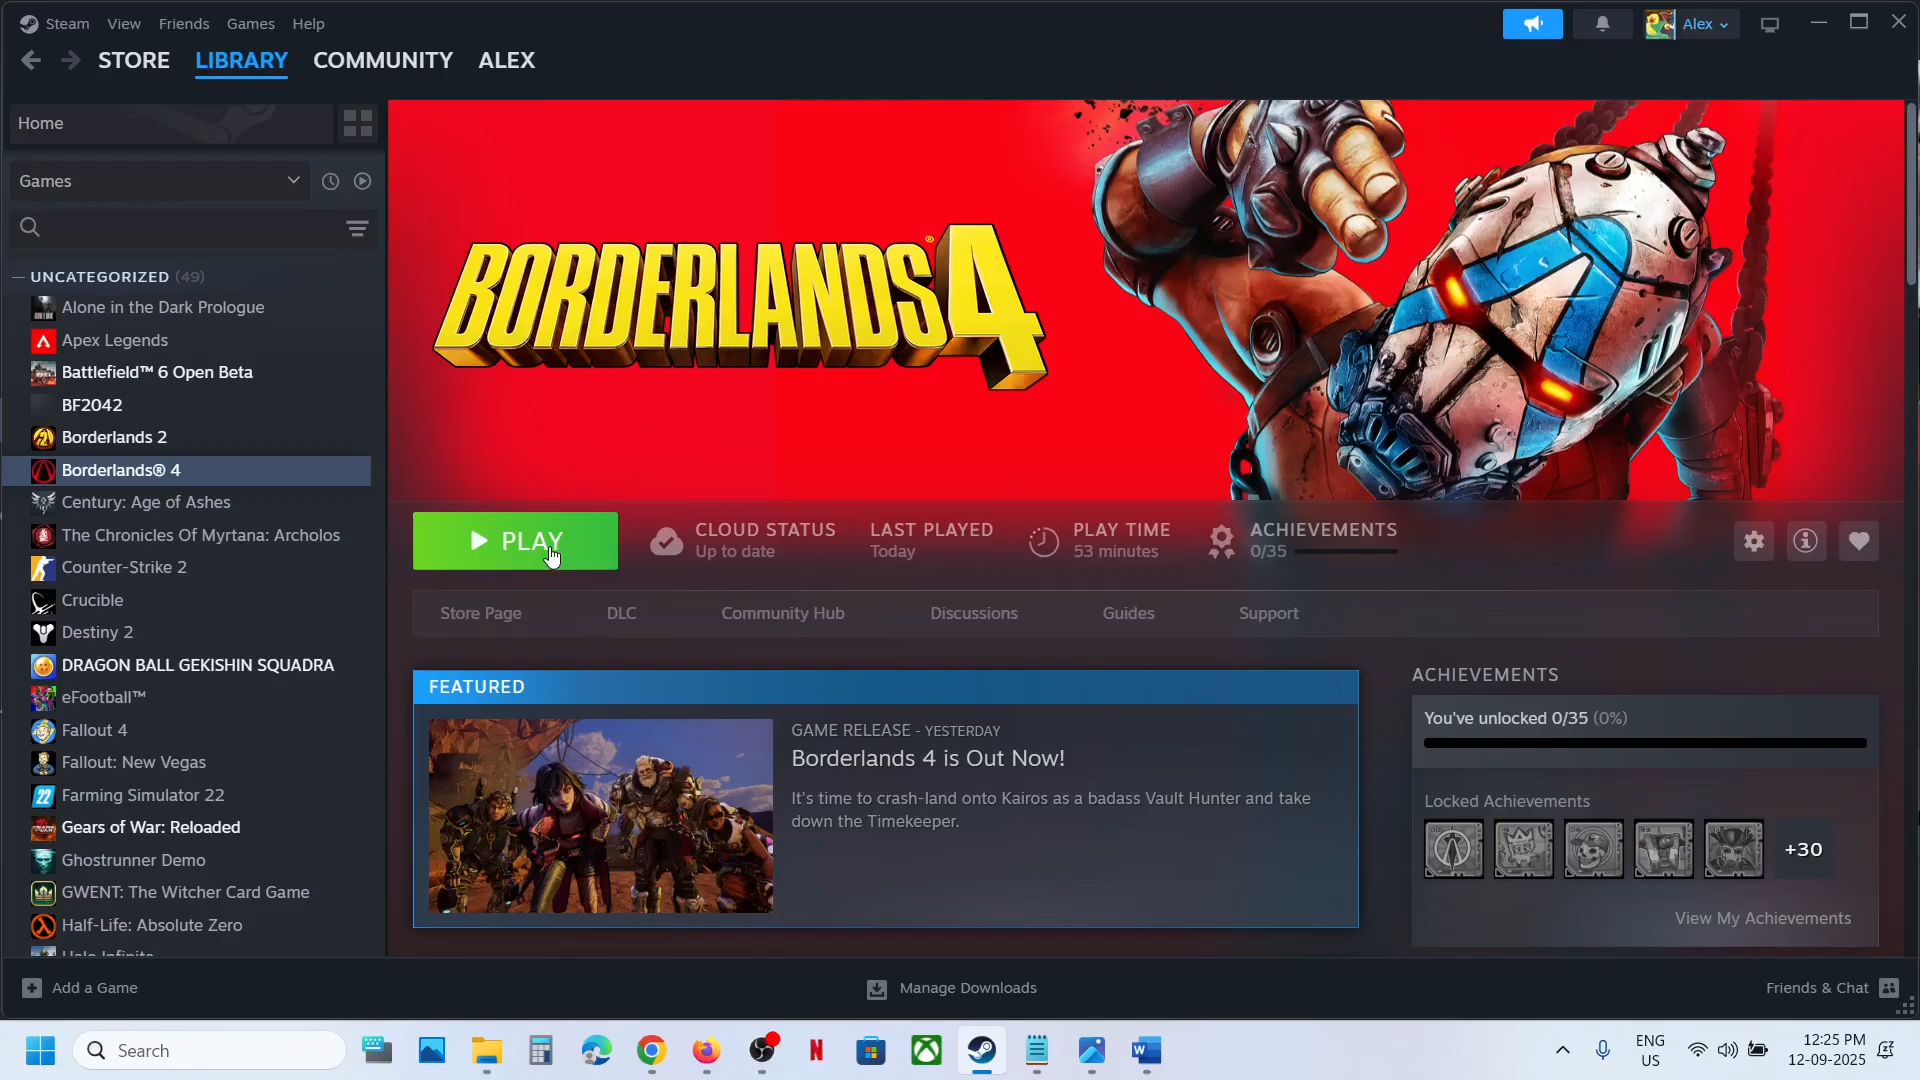 Steam View Friends Games Help
Alex
STORE LIBRARY COMMUNITY ALEX
Home
Games
UNCATEGORIZED (49)
Alone in the Dark Prologue
Apex Legends
Battlefield™ 6 Open Beta
BF2042
Borderlands 2
Borderlands® 4
Century: Age of Ashes
The Chronicles Of Myrtana: Archolos
Counter-Strike 2
Crucible
Destiny 2
DRAGON BALL GEKISHIN SQUADRA
eFootball™
Fallout 4
Fallout: New Vegas
Farming Simulator 22
Gears of War: Reloaded
Ghostrunner Demo
GWENT: The Witcher Card Game
Half-Life: Absolute Zero
Halo Infinite
BORDERLANDS® 4
PLAY
CLOUD STATUS
Up to date
LAST PLAYED
Today
PLAY TIME
53 minutes
ACHIEVEMENTS
0/35
Store Page DLC Community Hub Discussions Guides Support
FEATURED
GAME RELEASE - YESTERDAY
Borderlands 4 is Out Now!
It's time to crash-land onto Kairos as a badass Vault Hunter and take
down the Timekeeper.
ACHIEVEMENTS
You've unlocked 0/35 (0%)
Locked Achievements
+30
View My Achievements
Add a Game
Manage Downloads
Friends & Chat
Search
ENG
US
12:25 PM
12-09-2025